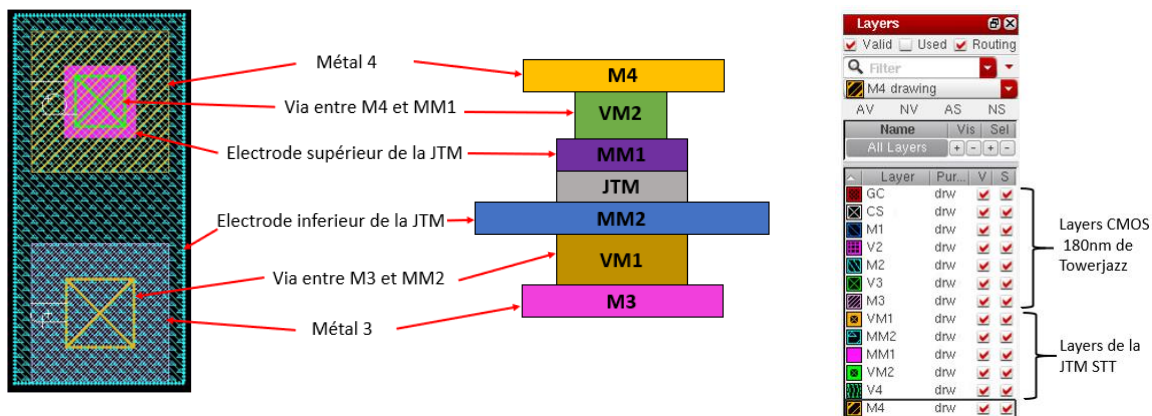 Métal 4
Via entre M4 et MM1
Electrode supérieur de la JTM
Electrode inferieur de la JTM
Via entre M3 et MM2
Métal 3
M4
VM2
MM1
JTM
MM2
VM1
M3
Layers
Valid Used Routing
Filter
M4 drawing
AV NV AS NS
Name Vis Sel
All Layers + - + -
Layer Pur... V S
GC drw
CS drw
M1 drw
V2 drw
M2 drw
V3 drw
M3 drw
VM1 drw
MM2 drw
MM1 drw
VM2 drw
V4 drw
M4 drw
Layers CMOS
180nm de
Towerjazz
Layers de la
JTM STT